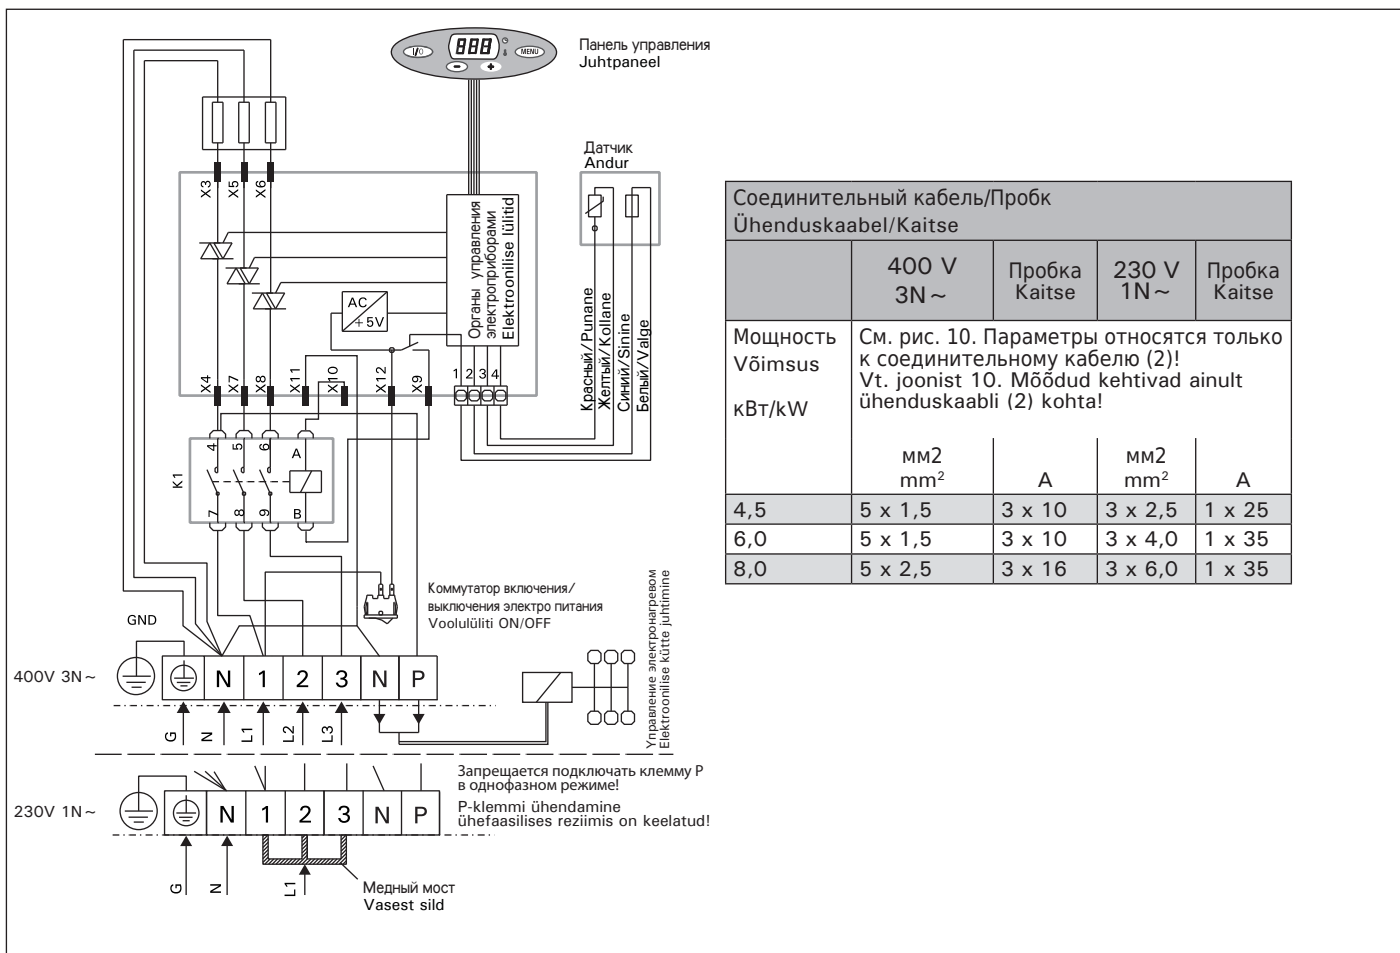 I/O
888
MENU
Панель управления
Juhtpaneel
Датчик
Andur
X3
X5
X6
Органы управления
электроприборами
Elektroonilise lülitid
AC
+5V
Красный/Punane
Желтый/Kollane
Синий/Sinine
Белый/Valge
X4
X7
X8
X11
X10
X12
X9
1 2 3 4
4 5 6
A
K1
7 8 9
B
Коммутатор включения/
выключения электро питания
Voolulüliti ON/OFF
GND
400V 3N~
N 1 2 3 N P
G N L1 L2 L3
Управление электронагревом
Elektroonilise kütte juhtimine
Запрещается подключать клемму P
в однофазном режиме!
P-klemmi ühendamine
ühefaasilises reziimis on keelatud!
230V 1N~
N 1 2 3 N P
G N L1
Медный мост
Vasest sild
Соединительный кабель/Пробк
Ühenduskaabel/Kaitse
400 V
3N~
Пробка
Kaitse
230 V
1N~
Пробка
Kaitse
Мощность
Võimsus
кВт/kW
См. рис. 10. Параметры относятся только
к соединительному кабелю (2)!
Vt. joonist 10. Mõõdud kehtivad ainult
ühenduskaabli (2) kohta!
мм2
mm²
A
мм2
mm²
A
4,5 5 x 1,5 3 x 10 3 x 2,5 1 x 25
6,0 5 x 1,5 3 x 10 3 x 4,0 1 x 35
8,0 5 x 2,5 3 x 16 3 x 6,0 1 x 35